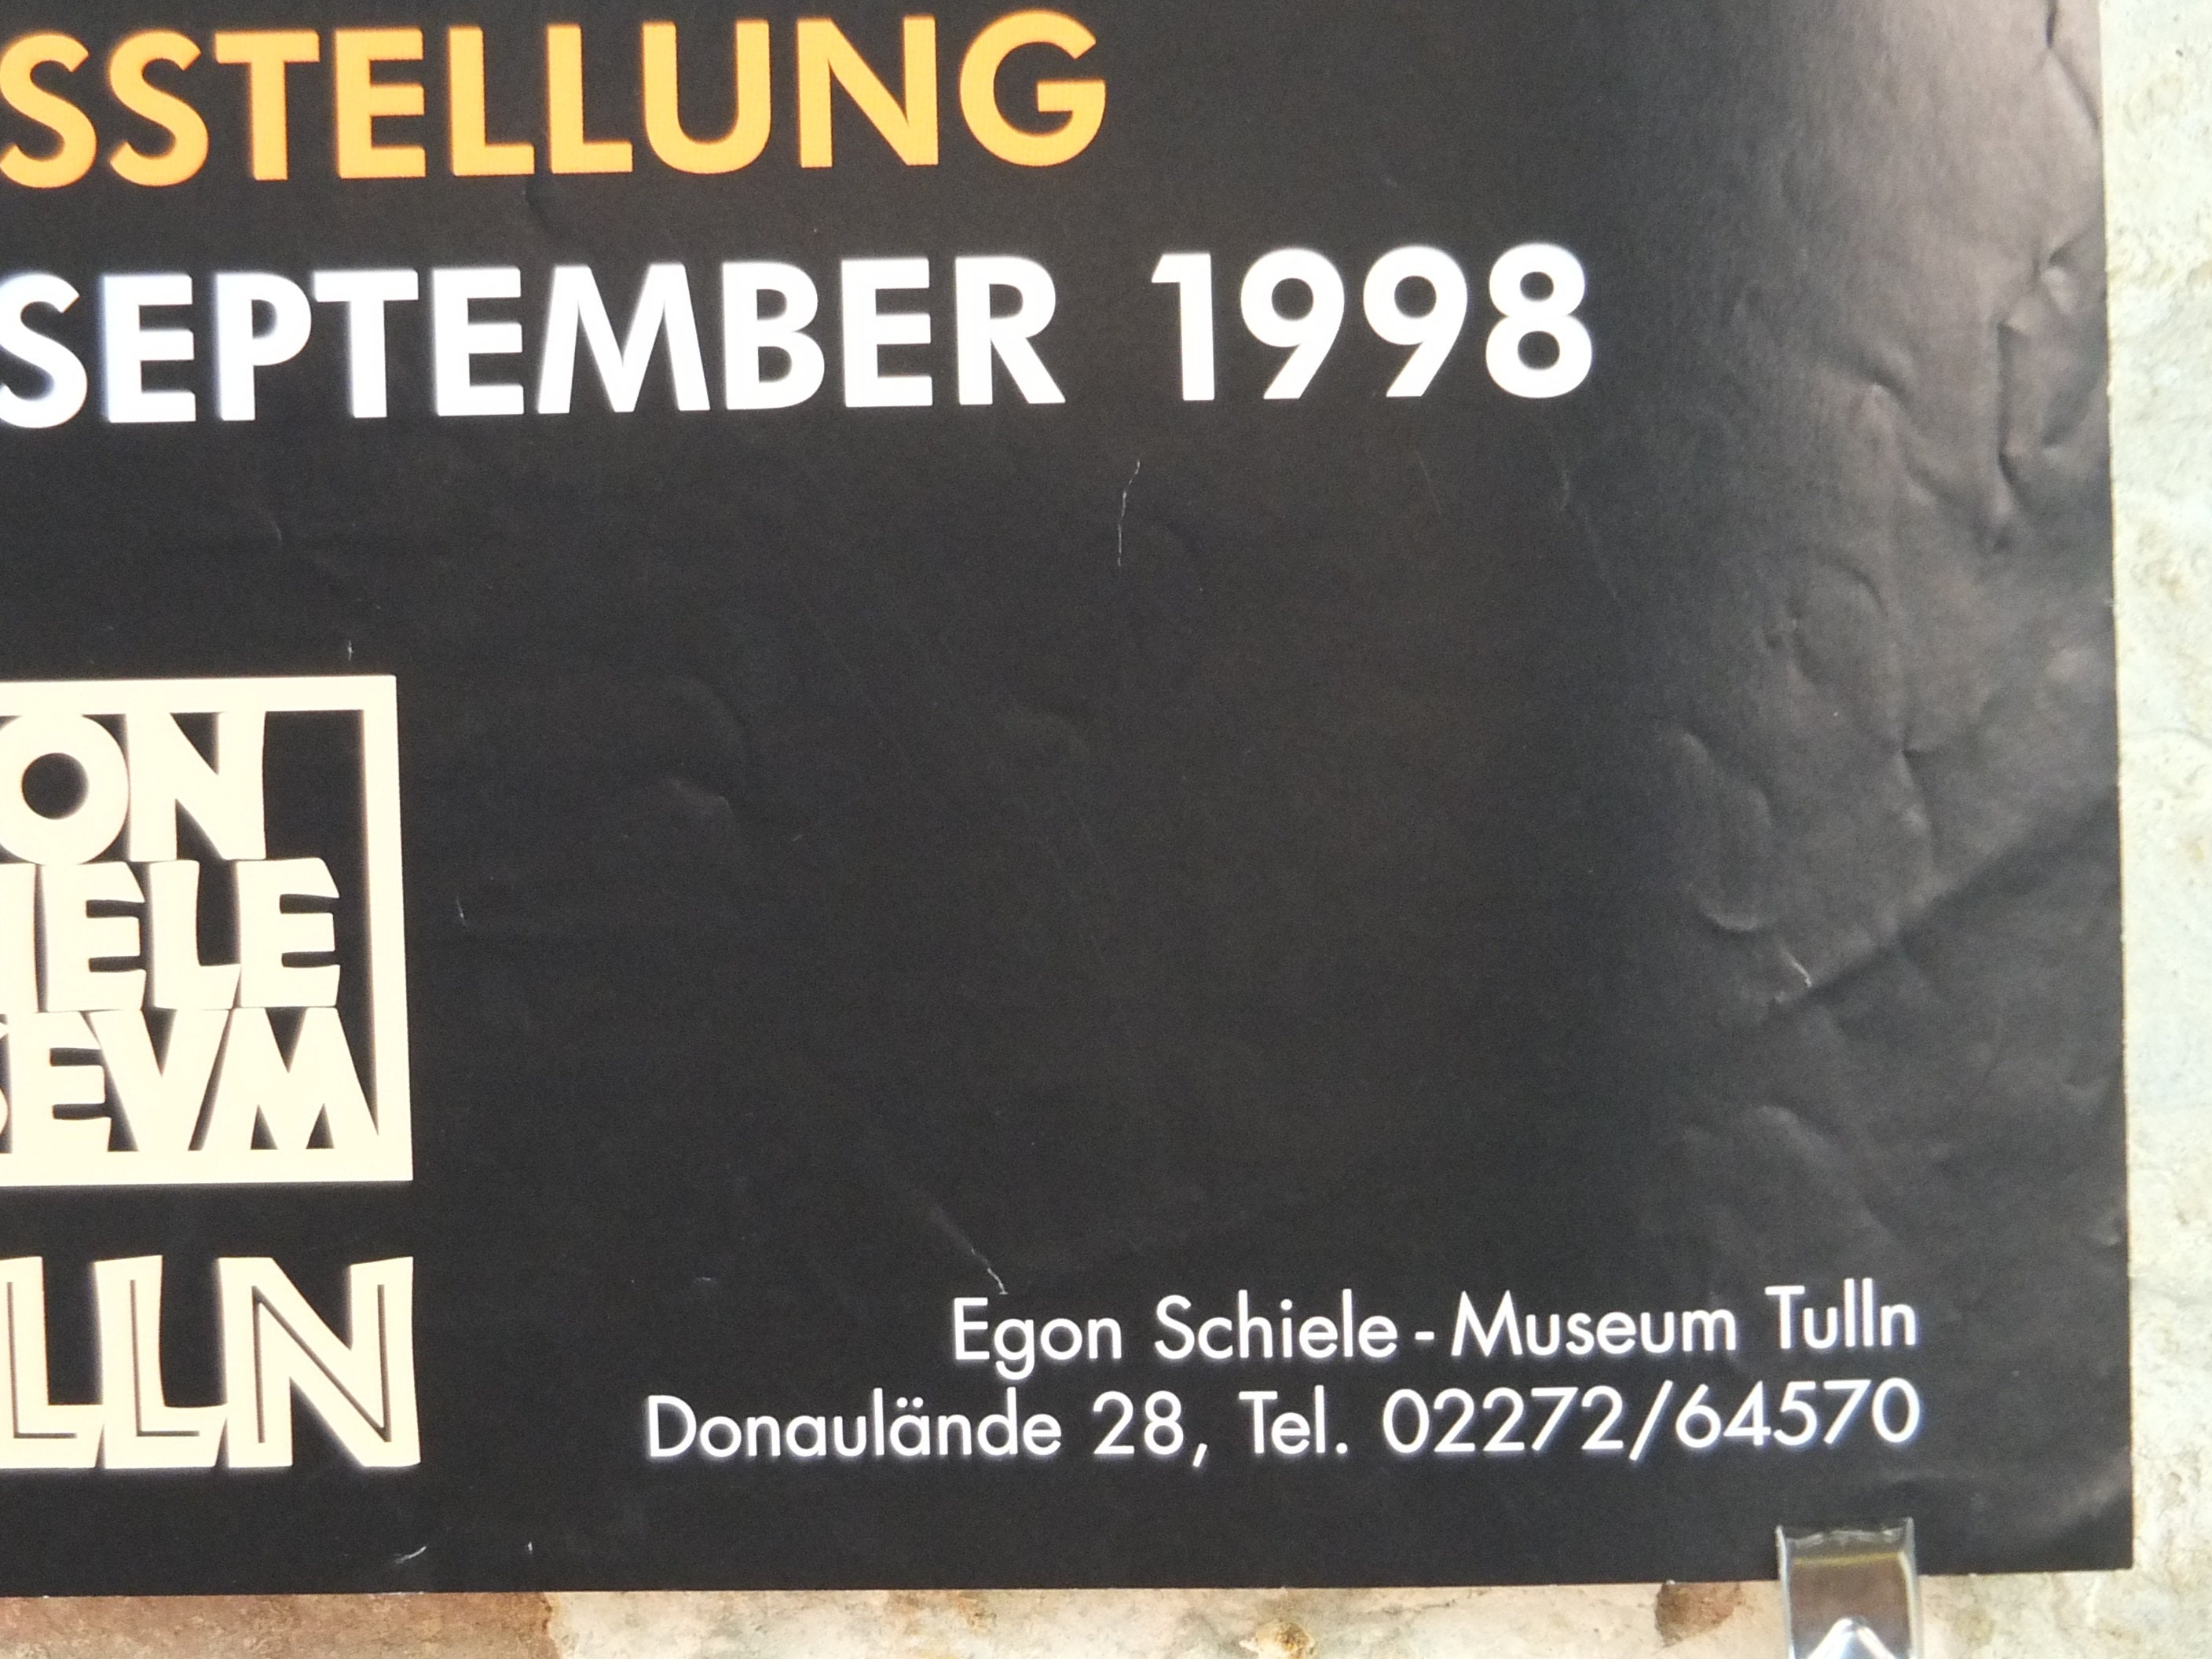 SSTELLUNG
SEPTEMBER 1998
ON
IELE
SEVM
LLN
Egon Schiele - Museum Tulln
Donaulände 28, Tel. 02272/64570